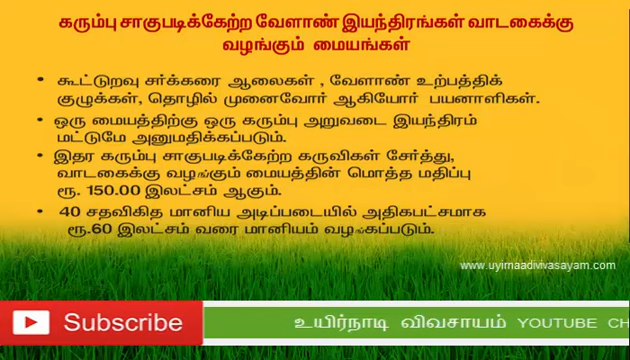 கரும்பு சாகுபடிக்கேற்ற வேளாண் இயந்திரங்கள் வாடகைக்கு
வழங்கும் மையங்கள்
• கூட்டுறவு சர்க்கரை ஆலைகள் , வேளாண் உற்பத்திக்
குழுக்கள், தொழில் முனைவோர் ஆகியோர் பயனாளிகள்.
• ஒரு மையத்திற்கு ஒரு கரும்பு அறுவடை இயந்திரம்
மட்டுமே அனுமதிக்கப்படும்.
• இதர கரும்பு சாகுபடிக்கேற்ற கருவிகள் சேர்த்து,
வாடகைக்கு வழங்கும் மையத்தின் மொத்த மதிப்பு
ரூ. 150.00 இலட்சம் ஆகும்.
• 40 சதவிகித மானிய அடிப்படையில் அதிகபட்சமாக
ரூ.60 இலட்சம் வரை மானியம் வழங்கப்படும்.
www.uyirnaadivivasayam.com
Subscribe
உயிர்நாடி விவசாயம் YOUTUBE CH